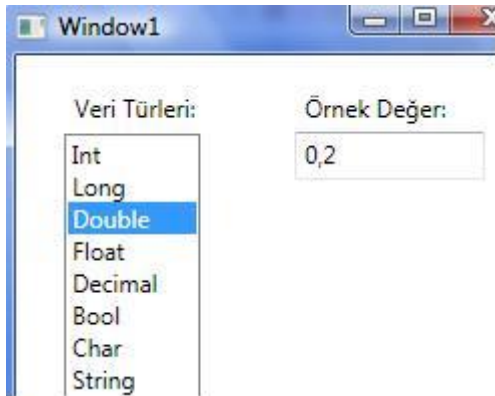 Window1
Veri Türleri:
Örnek Değer:
0,2
Int
Long
Double
Float
Decimal
Bool
Char
String